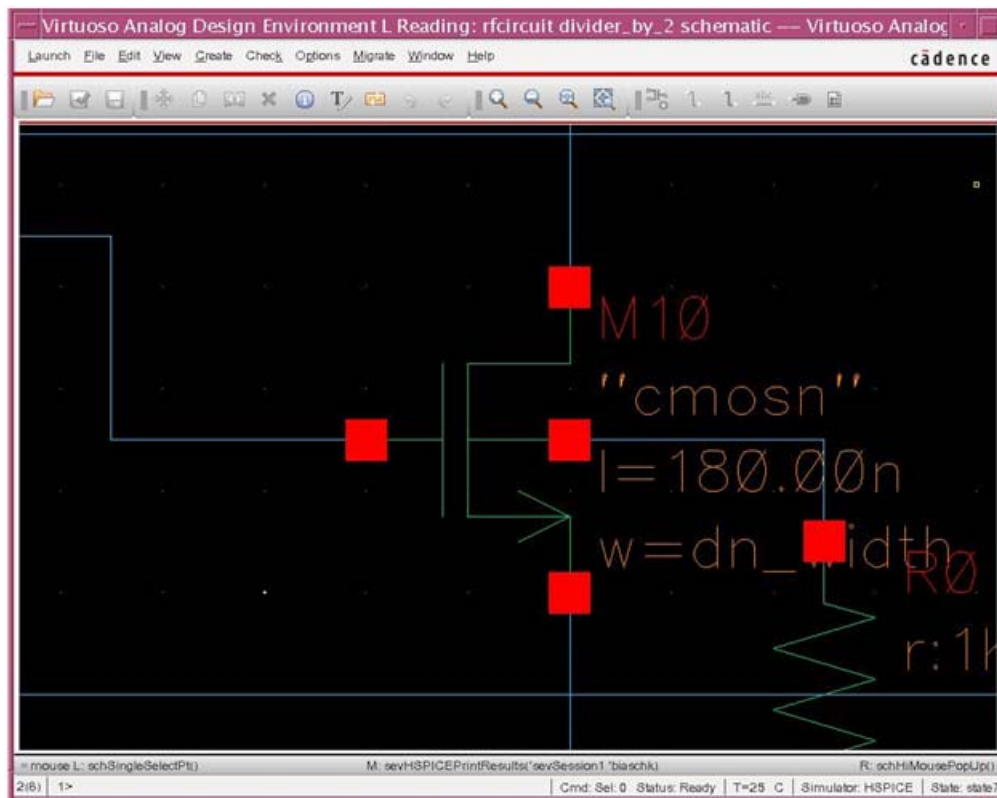 Virtuoso Analog Design Environment L Reading: rfcircuit divider_by_2 schematic –– Virtuoso Analog
Launch File Edit View Create Check Options Migrate Window Help
cādence
M10
"cmosn"
l=180.00n
w=dn_width
R0
r:1k
mouse L: schSingleSelectPt()
M: sevHSPICEPrintResults('sevSession1 'biaschk)
R: schHiMousePopUp()
2(6) 1>
Cmd: Sel: 0 Status: Ready T=25 C Simulator: HSPICE